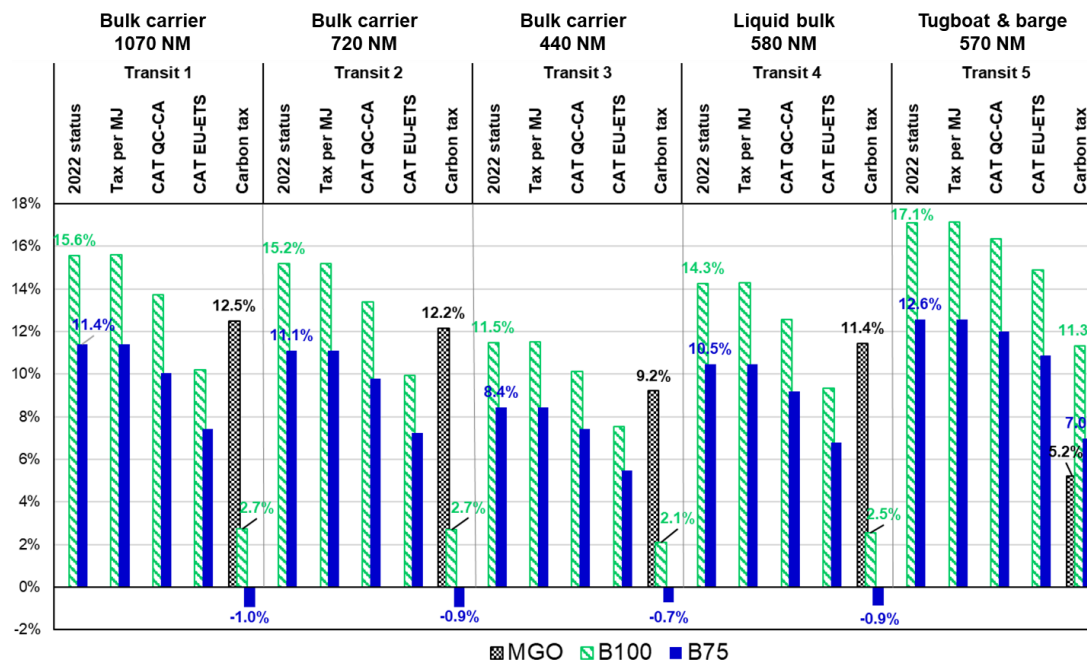 Bulk carrier
1070 NM
Bulk carrier
720 NM
Bulk carrier
440 NM
Liquid bulk
580 NM
Tugboat & barge
570 NM
Transit 1
Transit 2
Transit 3
Transit 4
Transit 5
2022 status
Tax per MJ
CAT QC-CA
CAT EU-ETS
Carbon tax
2022 status
Tax per MJ
CAT QC-CA
CAT EU-ETS
Carbon tax
2022 status
Tax per MJ
CAT QC-CA
CAT EU-ETS
Carbon tax
2022 status
Tax per MJ
CAT QC-CA
CAT EU-ETS
Carbon tax
2022 status
Tax per MJ
CAT QC-CA
CAT EU-ETS
Carbon tax
18%
16%
14%
12%
10%
8%
6%
4%
2%
0%
-2%
15.6%
11.4%
12.5%
2.7%
-1.0%
15.2%
11.1%
12.2%
2.7%
-0.9%
11.5%
8.4%
9.2%
2.1%
-0.7%
14.3%
10.5%
11.4%
2.5%
-0.9%
17.1%
12.6%
5.2%
11.3
7.0
MGO
B100
B75